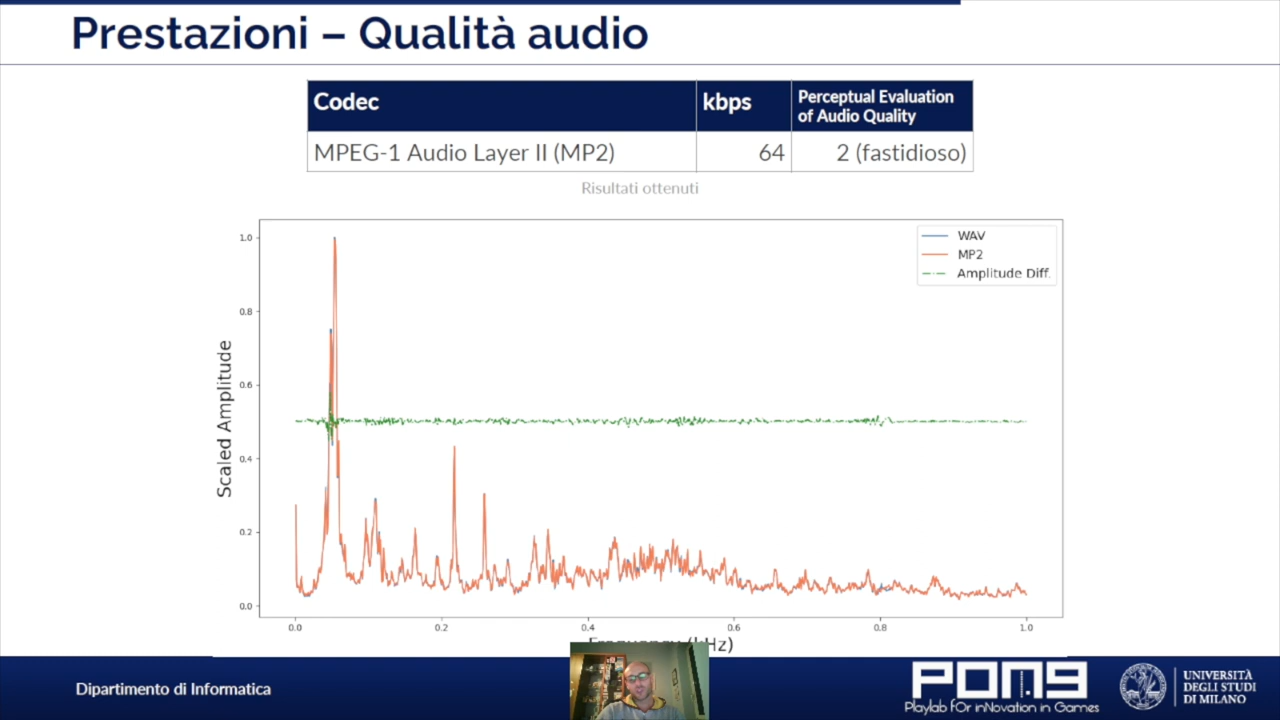 Prestazioni – Qualità audio
Codec
kbps
Perceptual Evaluation
of Audio Quality
MPEG-1 Audio Layer II (MP2)
64
2 (fastidioso)
Risultati ottenuti
WAV
MP2
Amplitude Diff.
Scaled Amplitude
1.0
0.8
0.6
0.4
0.2
0.0
0.0
0.2
0.4
0.6
0.8
1.0
Frequency (kHz)
Dipartimento di Informatica
PONG
Playlab fOr inNovation in Games
UNIVERSITÀ
DEGLI STUDI
DI MILANO